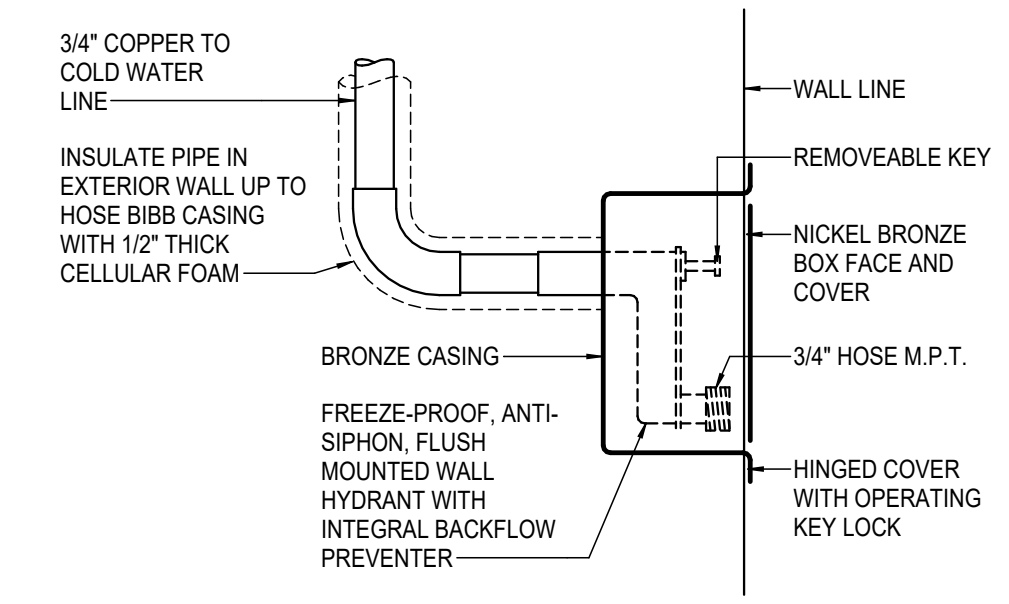 3/4" COPPER TO
COLD WATER
LINE
INSULATE PIPE IN
EXTERIOR WALL UP TO
HOSE BIBB CASING
WITH 1/2" THICK
CELLULAR FOAM
BRONZE CASING
FREEZE-PROOF, ANTI-
SIPHON, FLUSH
MOUNTED WALL
HYDRANT WITH
INTEGRAL BACKFLOW
PREVENTER
WALL LINE
REMOVEABLE KEY
NICKEL BRONZE
BOX FACE AND
COVER
3/4" HOSE M.P.T.
HINGED COVER
WITH OPERATING
KEY LOCK